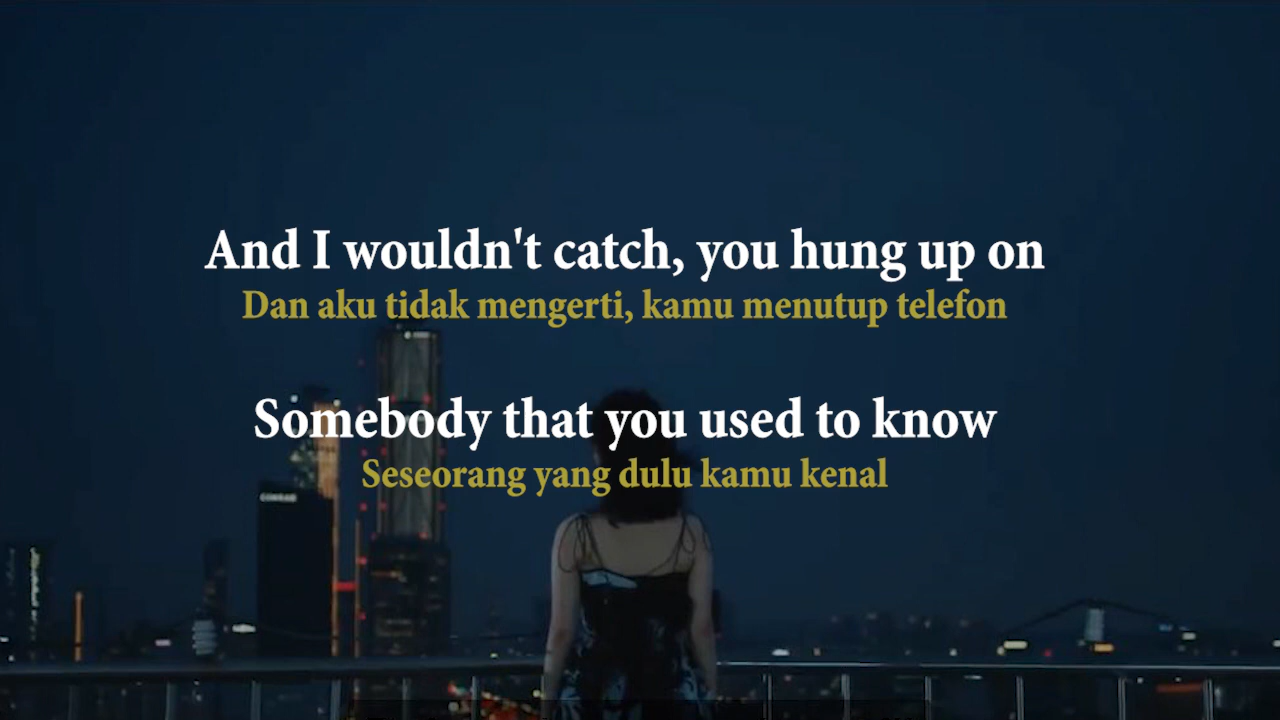 And I wouldn't catch, you hung up on
Dan aku tidak mengerti, kamu menutup telefon
Somebody that you used to know
Seseorang yang dulu kamu kenal
CONRAD